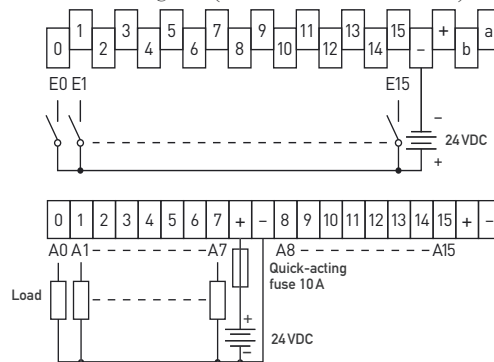 1 3 5 7 9 11 13 15 + a
0 2 4 6 8 10 12 14 − b
E0 E1 E15
−
24 VDC
+
0 1 2 3 4 5 6 7 + − 8 9 10 11 12 13 14 15 + −
A0 A1 A7 A8 A15
Quick-acting
fuse 10 A
Load
+
24 VDC
−